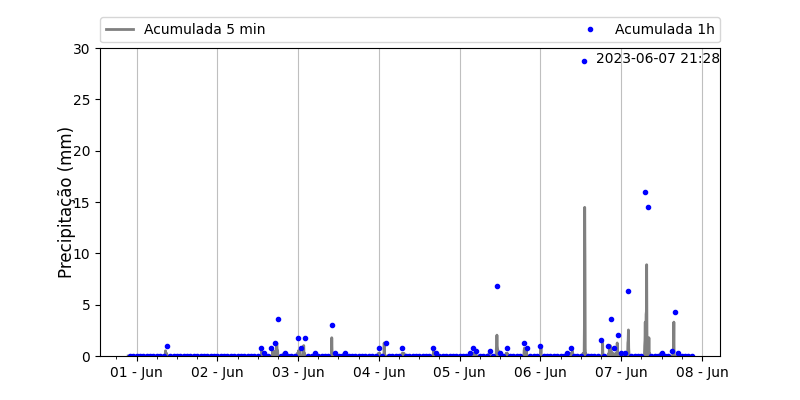 Acumulada 5 min
Acumulada 1h
2023-06-07 21:28
Precipitação (mm)
30
25
20
15
10
5
0
01 - Jun 02 - Jun 03 - Jun 04 - Jun 05 - Jun 06 - Jun 07 - Jun 08 - Jun